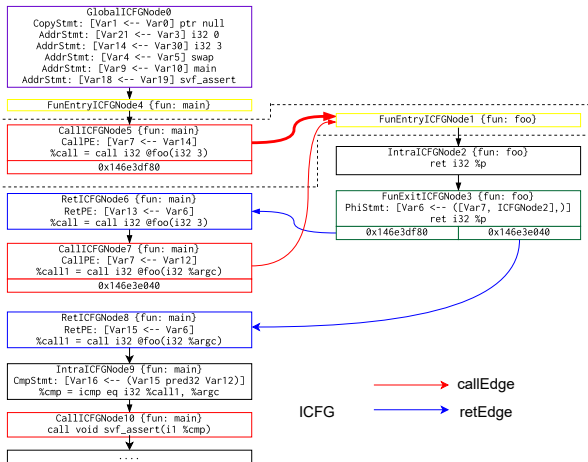 GlobalICFGNode0
CopyStmt: [Var1 <-- Var0] ptr null
AddrStmt: [Var21 <-- Var3] i32 0
AddrStmt: [Var14 <-- Var30] i32 3
AddrStmt: [Var4 <-- Var5] swap
AddrStmt: [Var9 <-- Var10] main
AddrStmt: [Var18 <-- Var19] svf_assert
FunEntryICFGNode4 {fun: main}
CallICFGNode5 {fun: main}
CallPE: [Var7 <-- Var14]
%call = call i32 @foo(i32 3)
0x146e3df80
RetICFGNode6 {fun: main}
RetPE: [Var13 <-- Var6]
%call = call i32 @foo(i32 3)
CallICFGNode7 {fun: main}
CallPE: [Var7 <-- Var12]
%call1 = call i32 @foo(i32 %argc)
0x146e3e040
RetICFGNode8 {fun: main}
RetPE: [Var15 <-- Var6]
%call1 = call i32 @foo(i32 %argc)
IntraICFGNode9 {fun: main}
CmpStmt: [Var16 <-- (Var15 pred32 Var12)]
%cmp = icmp eq i32 %call1, %argc
CallICFGNode10 {fun: main}
call void svf_assert(i1 %cmp)
....
FunEntryICFGNode1 {fun: foo}
IntraICFGNode2 {fun: foo}
ret i32 %p
FunExitICFGNode3 {fun: foo}
PhiStmt: [Var6 <-- ([Var7, ICFGNode2],)]
ret i32 %p
0x146e3df80
0x146e3e040
ICFG
callEdge
retEdge